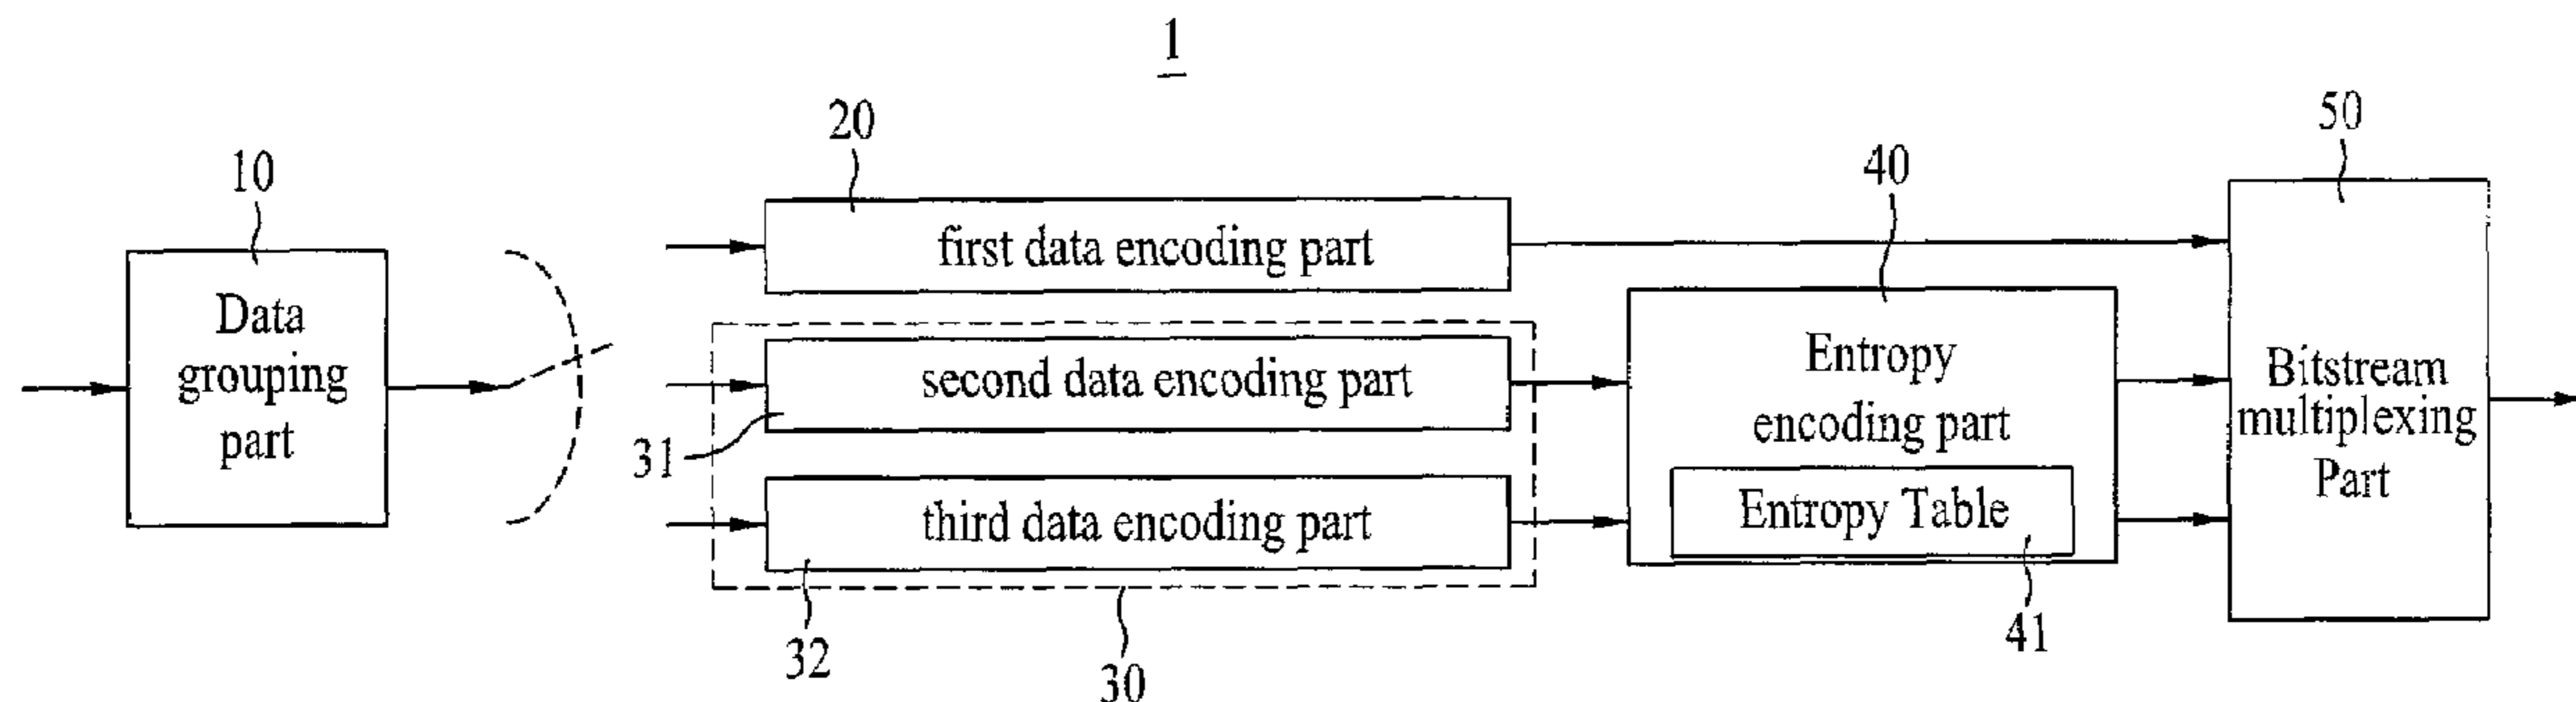 1
10
Data
grouping
part
20
first data encoding part
31
second data encoding part
32
third data encoding part
30
40
Entropy
encoding part
Entropy Table
41
50
Bitstream
multiplexing
Part